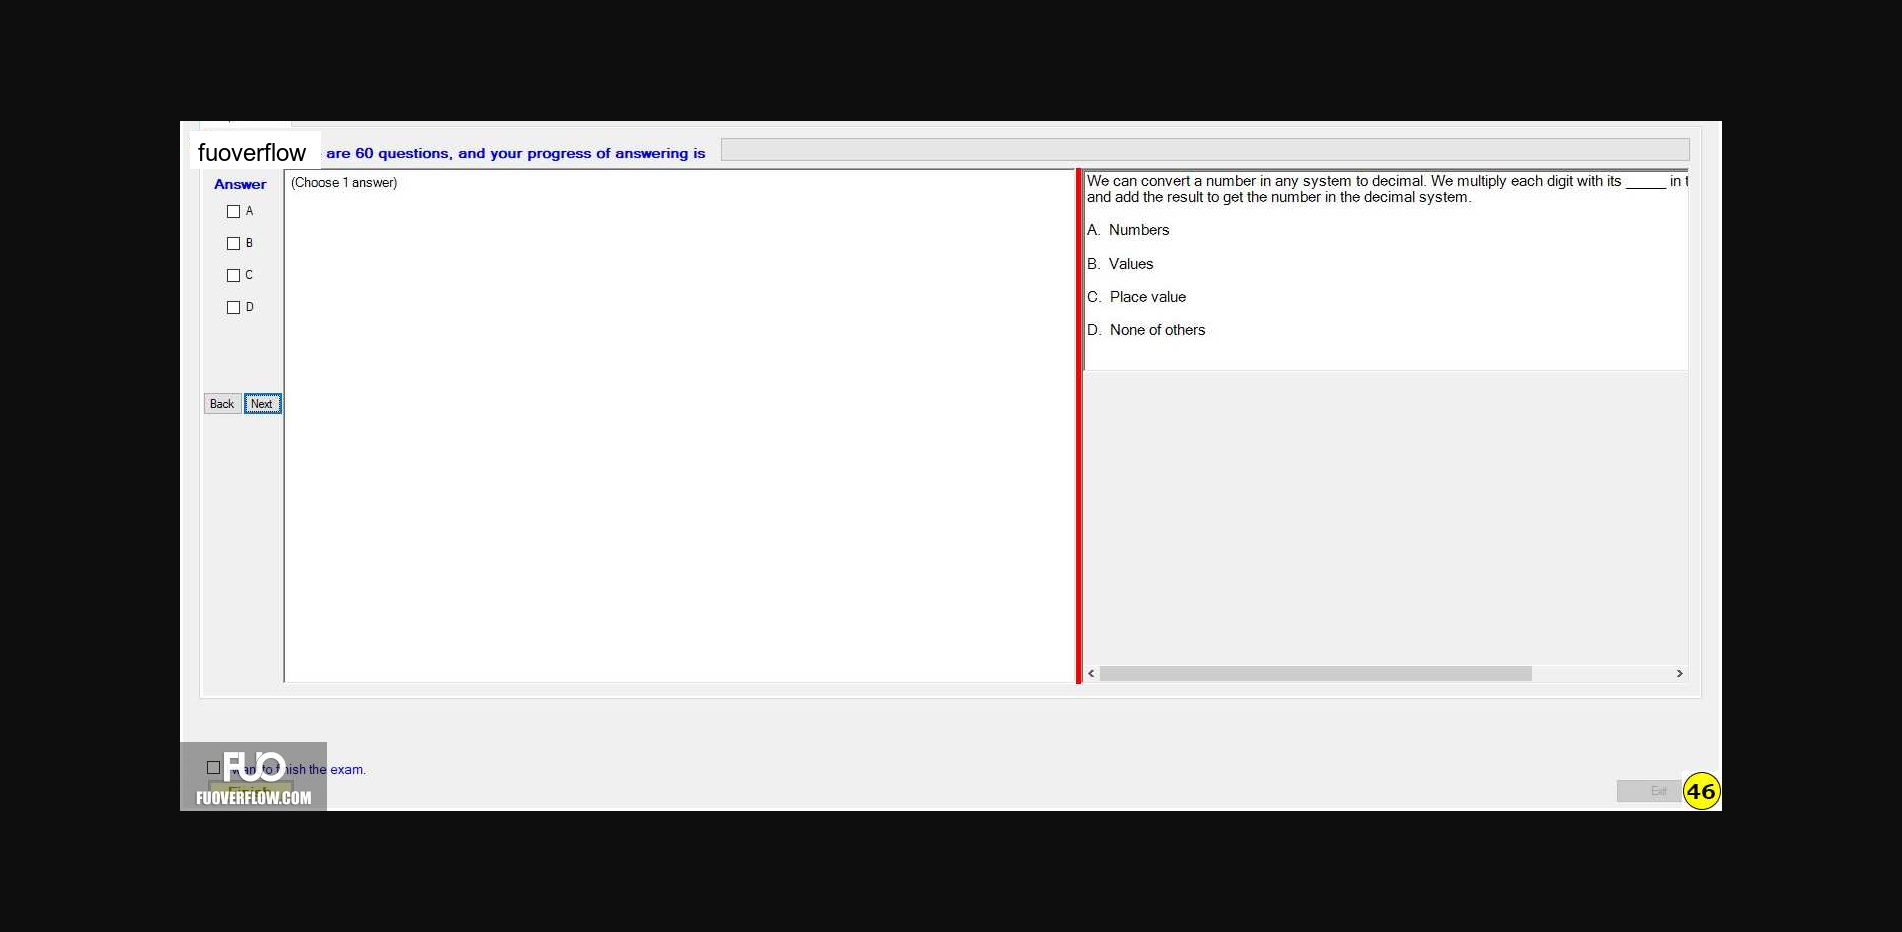 fuoverflow are 60 questions, and your progress of answering is
Answer
(Choose 1 answer)
A
B
C
D
Back Next
We can convert a number in any system to decimal. We multiply each digit with its _____ in
and add the result to get the number in the decimal system.
A. Numbers
B. Values
C. Place value
D. None of others
want to finish the exam.
FUO
Finish
FUOVERFLOW.COM
Exit
46